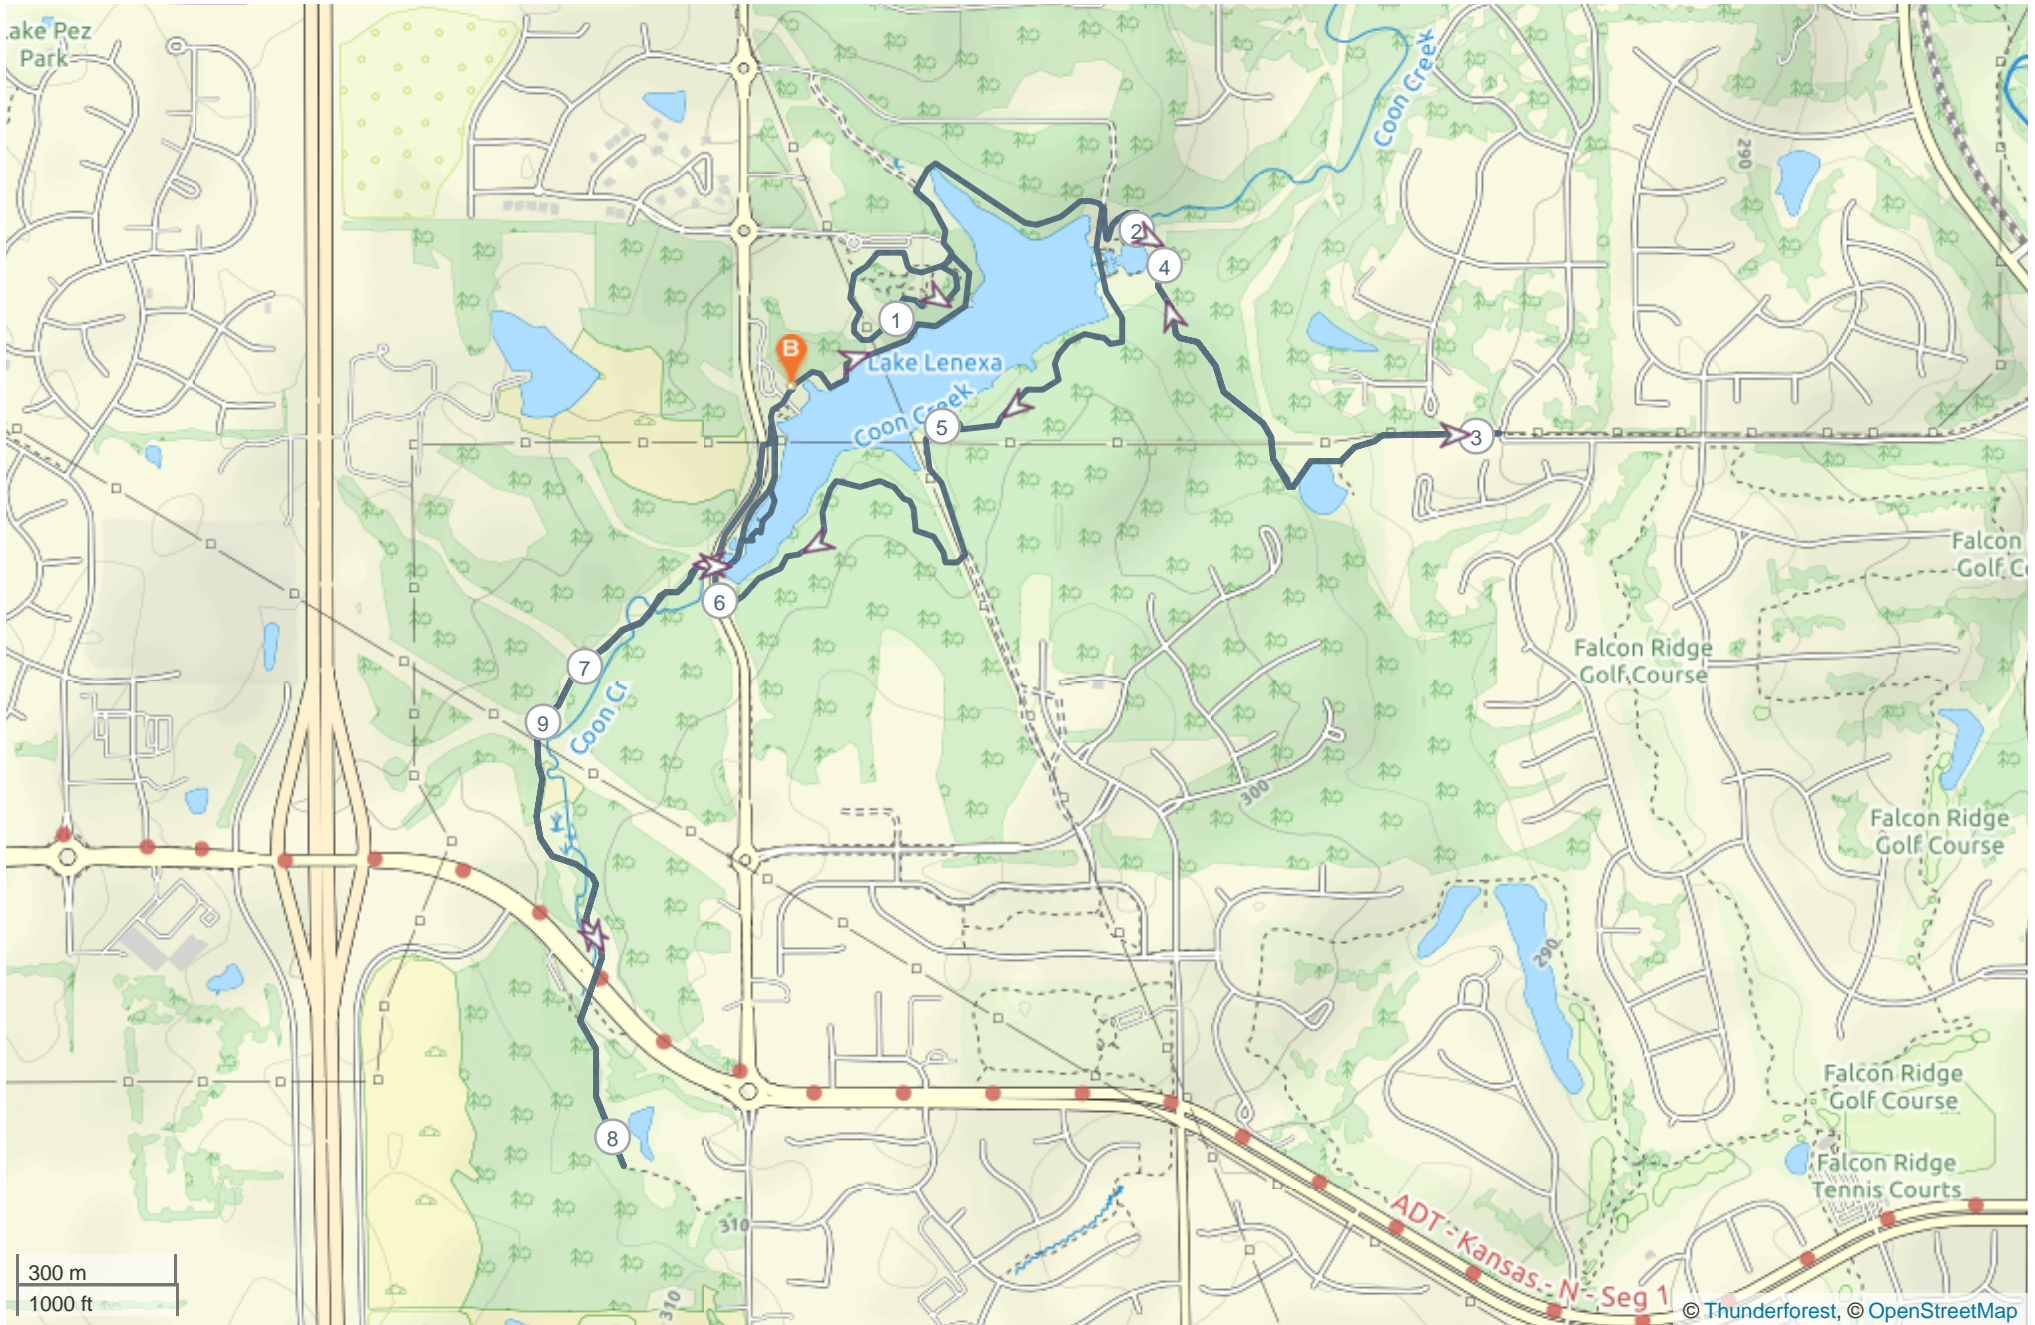 Lake Pez
Park
Coon Creek
290
2
4
1
B
Lake Lenexa
Coon Creek
5
3
Falcon
Golf Co
6
Falcon Ridge
Golf Course
7
9
Coon Cr
300
Falcon Ridge
Golf Course
290
Falcon Ridge
Golf Course
8
Falcon Ridge
Tennis Courts
310
ADT - Kansas - N - Seg 1
310
300 m
1000 ft
© Thunderforest, © OpenStreetMap